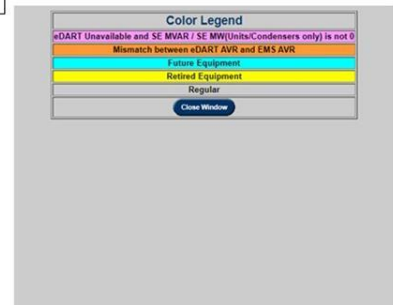 Color Legend
eDART Unavailable and SE MVAR / SE MW(Units/Condensers only) is not 0
Mismatch between eDART AVR and EMS AVR
Future Equipment
Retired Equipment
Regular
Close Window